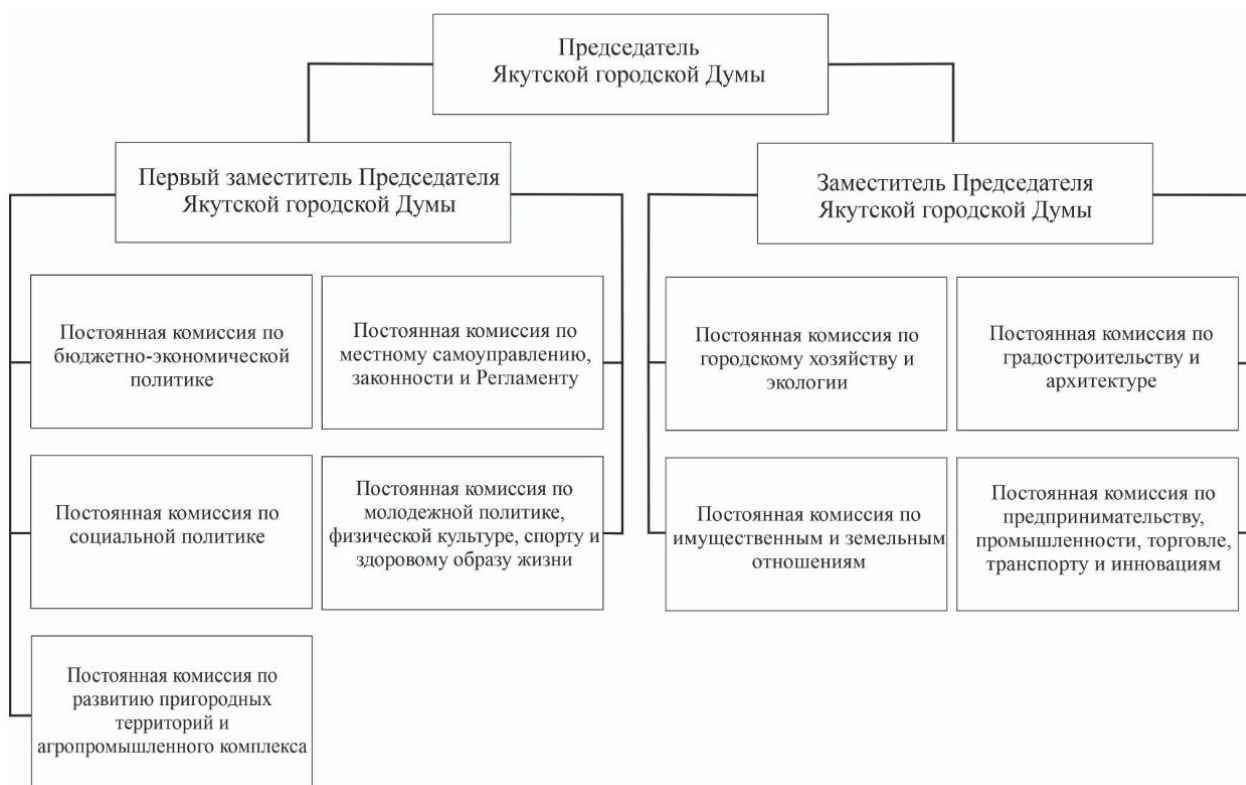 Председатель
Якутской городской Думы
Первый заместитель Председателя
Якутской городской Думы
Заместитель Председателя
Якутской городской Думы
Постоянная комиссия по
бюджетно-экономической
политике
Постоянная комиссия по
местному самоуправлению,
законности и Регламенту
Постоянная комиссия по
городскому хозяйству и
экологии
Постоянная комиссия по
градостроительству и
архитектуре
Постоянная комиссия по
социальной политике
Постоянная комиссия по
молодежной политике,
физической культуре, спорту и
здоровому образу жизни
Постоянная комиссия по
имущественным и земельным
отношениям
Постоянная комиссия по
предпринимательству,
промышленности, торговле,
транспорту и инновациям
Постоянная комиссия по
развитию пригородных
территорий и
агропромышленного комплекса